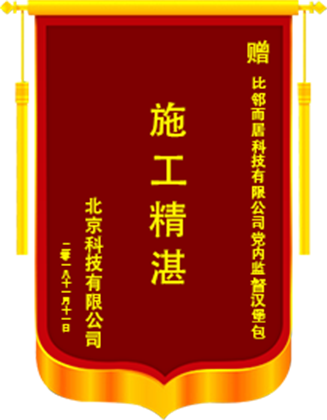 赠 比邻而居科技有限公司党内监督汉堡包
施工精湛
北京科技有限公司
二零一八十一月十一日